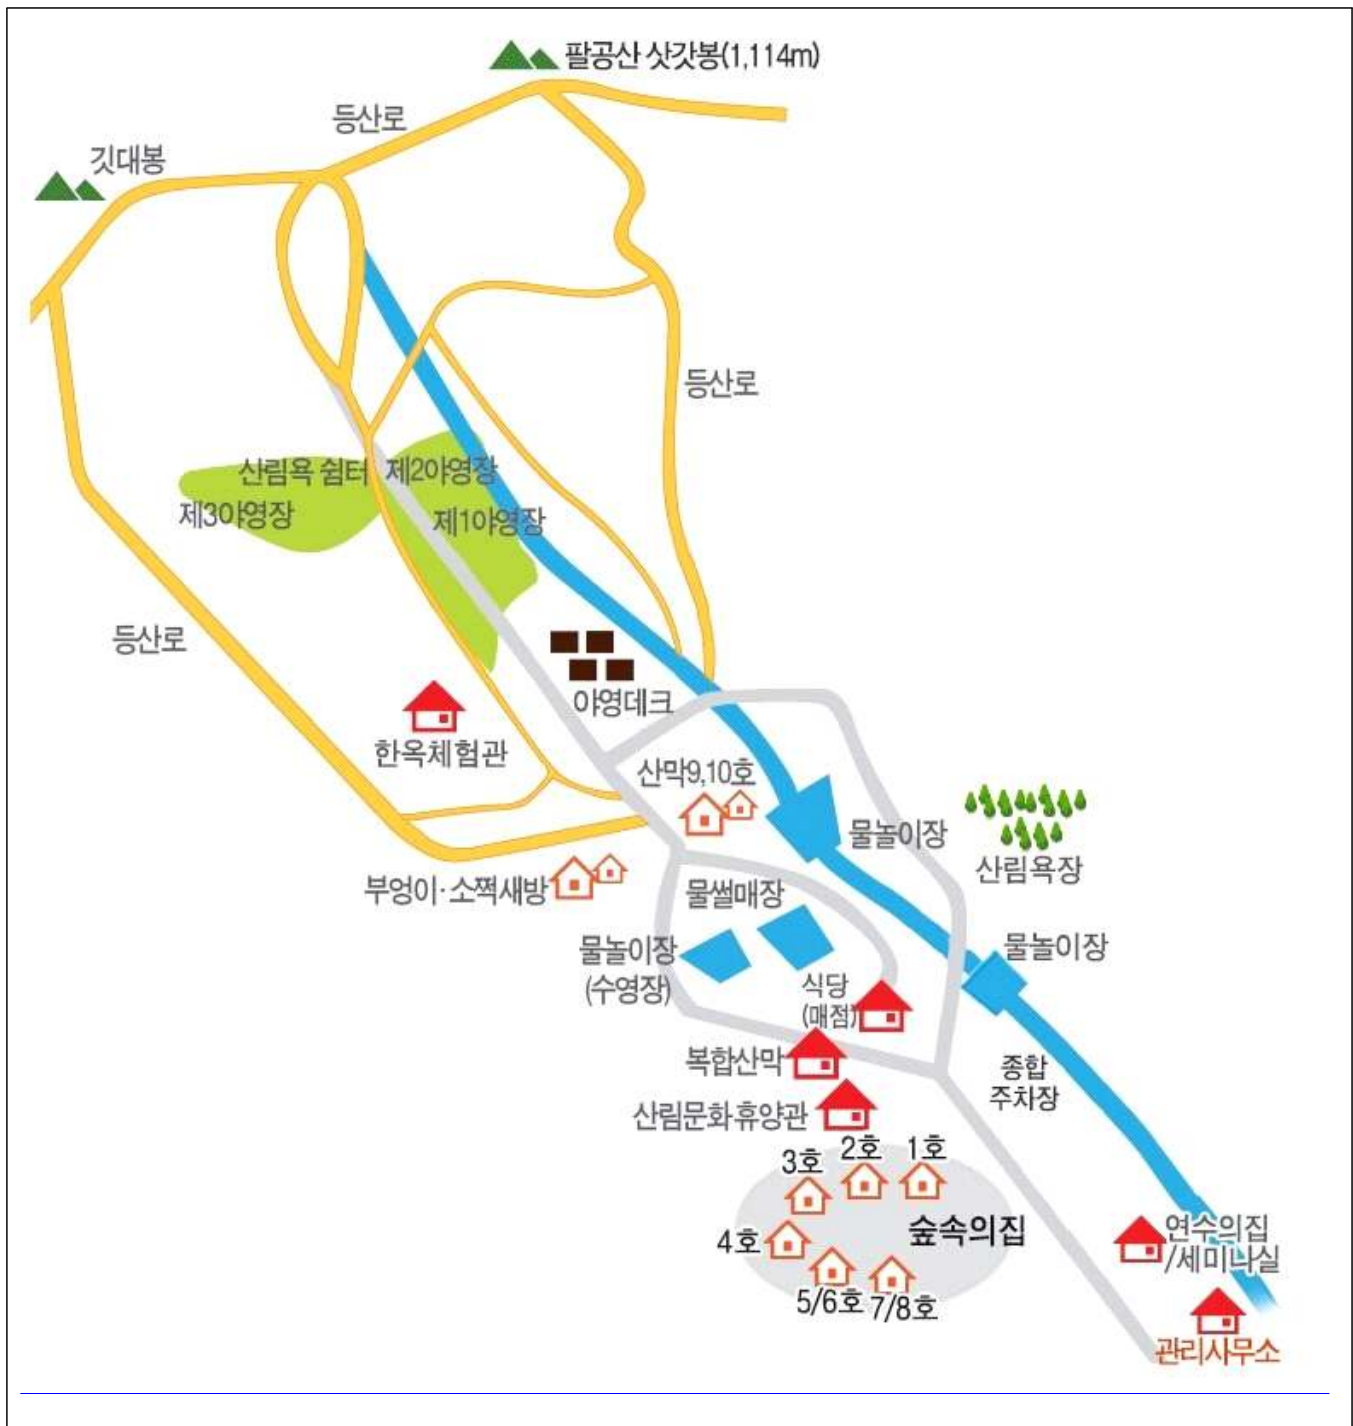 팔공산 삿갓봉(1,114m)
등산로
깃대봉
등산로
산림욕 쉼터
제2야영장
제3야영장
제1야영장
등산로
야영데크
한옥체험관
산막9,10호
물놀이장
산림욕장
부엉이·소쩍새방
물썰매장
물놀이장
(수영장)
물놀이장
식당
(매점)
복합산막
종합
주차장
산림문화 휴양관
3호
2호
1호
4호
숲속의집
5/6호
7/8호
연수의집
/세미나실
관리사무소